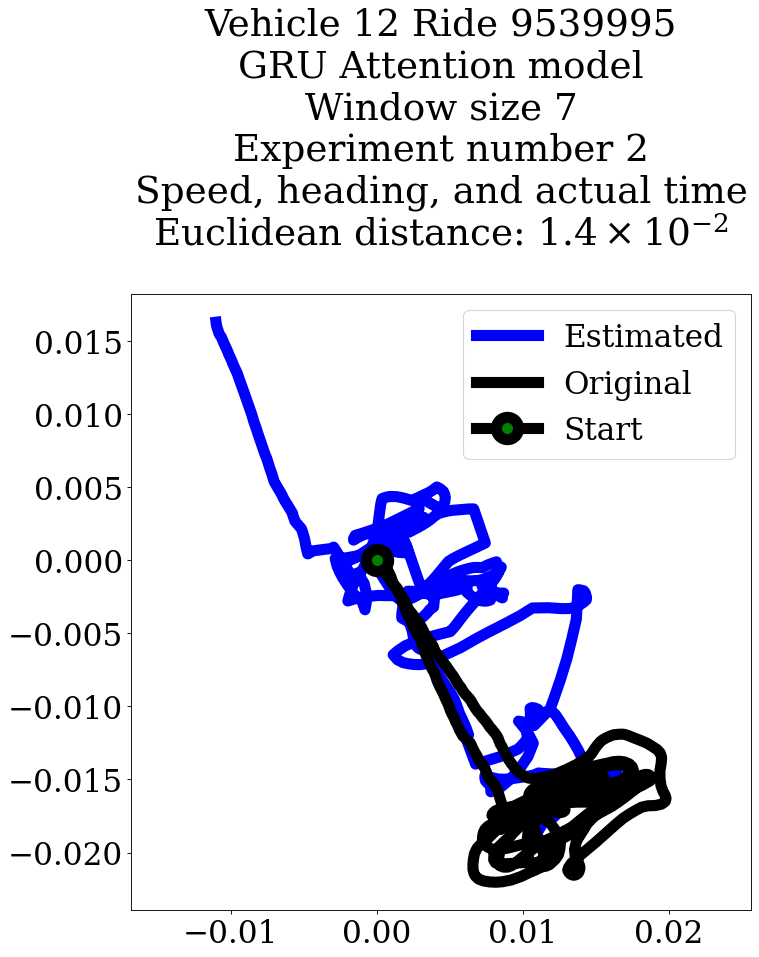 Vehicle 12 Ride 9539995
GRU Attention model
Window size 7
Experiment number 2
Speed, heading, and actual time
Euclidean distance: 1.4 × 10⁻²
Estimated
Original
Start
0.015
0.010
0.005
0.000
−0.005
−0.010
−0.015
−0.020
−0.01 0.00 0.01 0.02